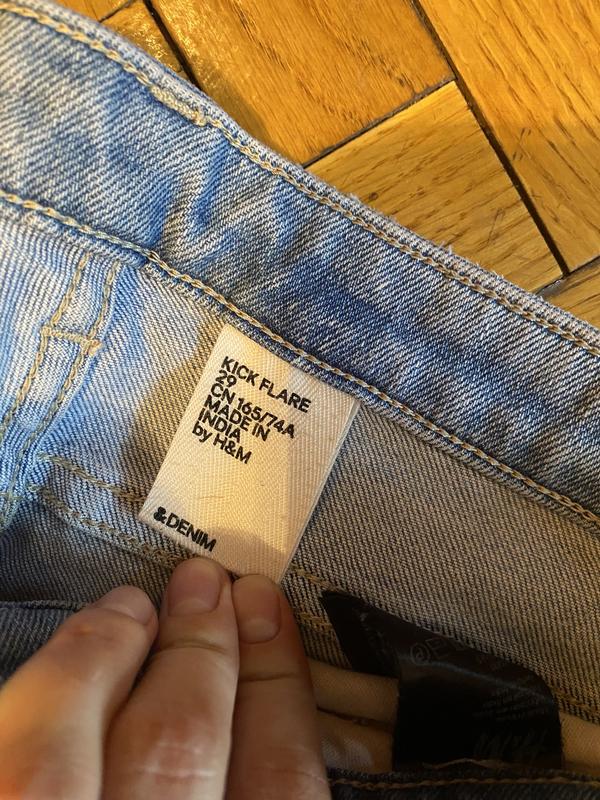 KICK FLARE
29
CN 165/74A
MADE IN
INDIA
by H&M
&DENIM